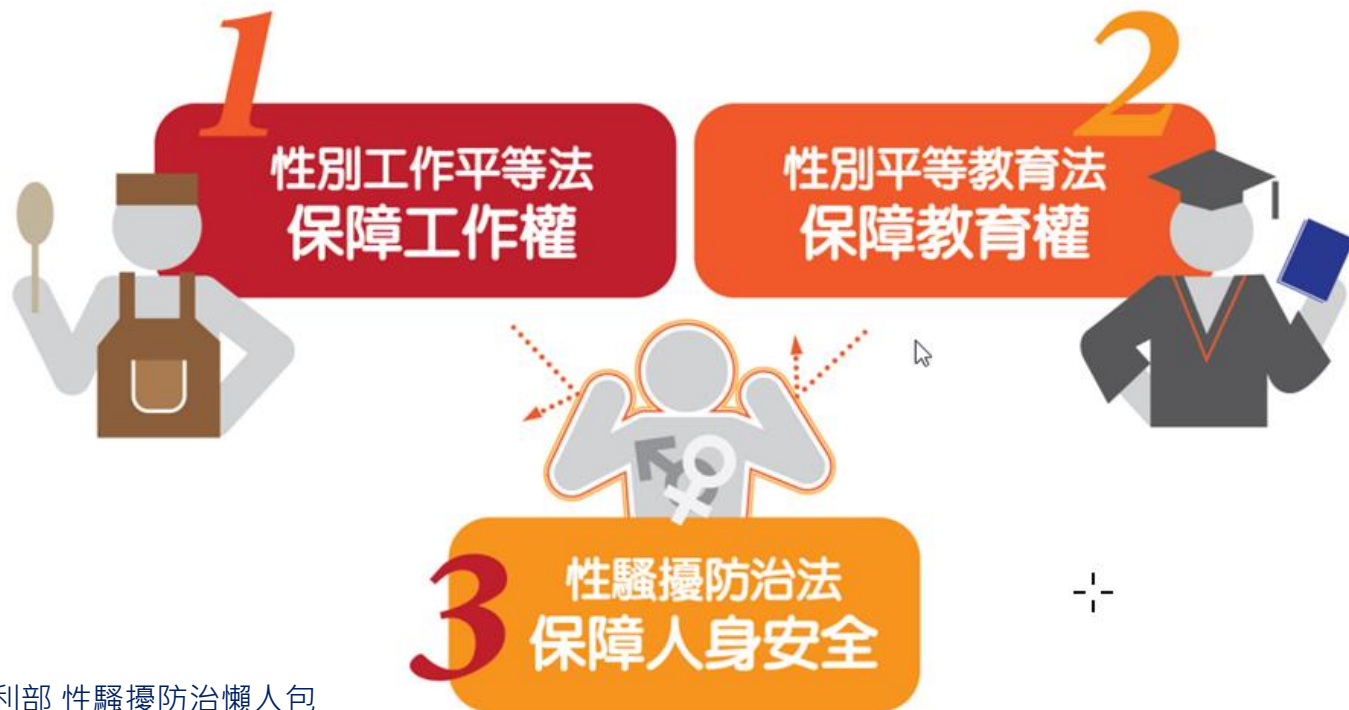 1
性別工作平等法
保障工作權
2
性別平等教育法
保障教育權
3
性騷擾防治法
保障人身安全
利部 性騷擾防治懶人包